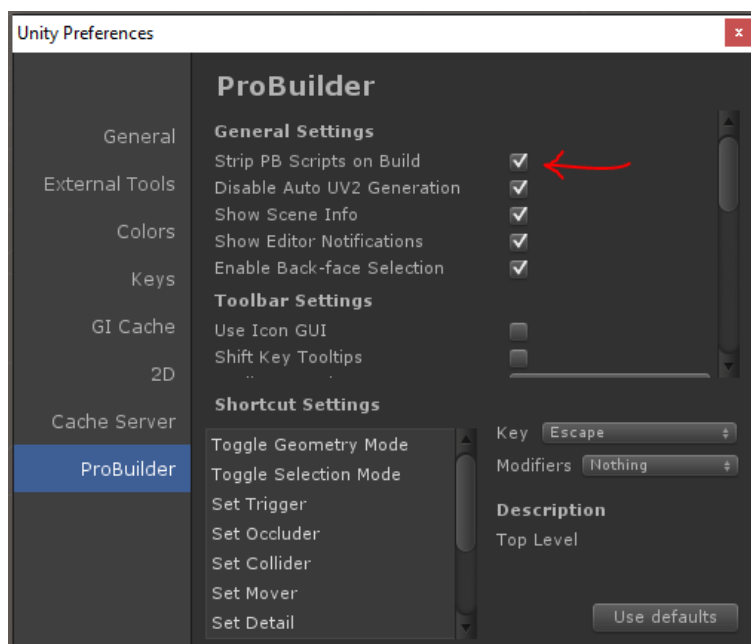 Unity Preferences
x
General
External Tools
Colors
Keys
GI Cache
2D
Cache Server
ProBuilder
ProBuilder
General Settings
Strip PB Scripts on Build
Disable Auto UV2 Generation
Show Scene Info
Show Editor Notifications
Enable Back-face Selection
Toolbar Settings
Use Icon GUI
Shift Key Tooltips
Shortcut Settings
Toggle Geometry Mode
Toggle Selection Mode
Set Trigger
Set Occluder
Set Collider
Set Mover
Set Detail
Key Escape
Modifiers Nothing
Description
Top Level
Use defaults